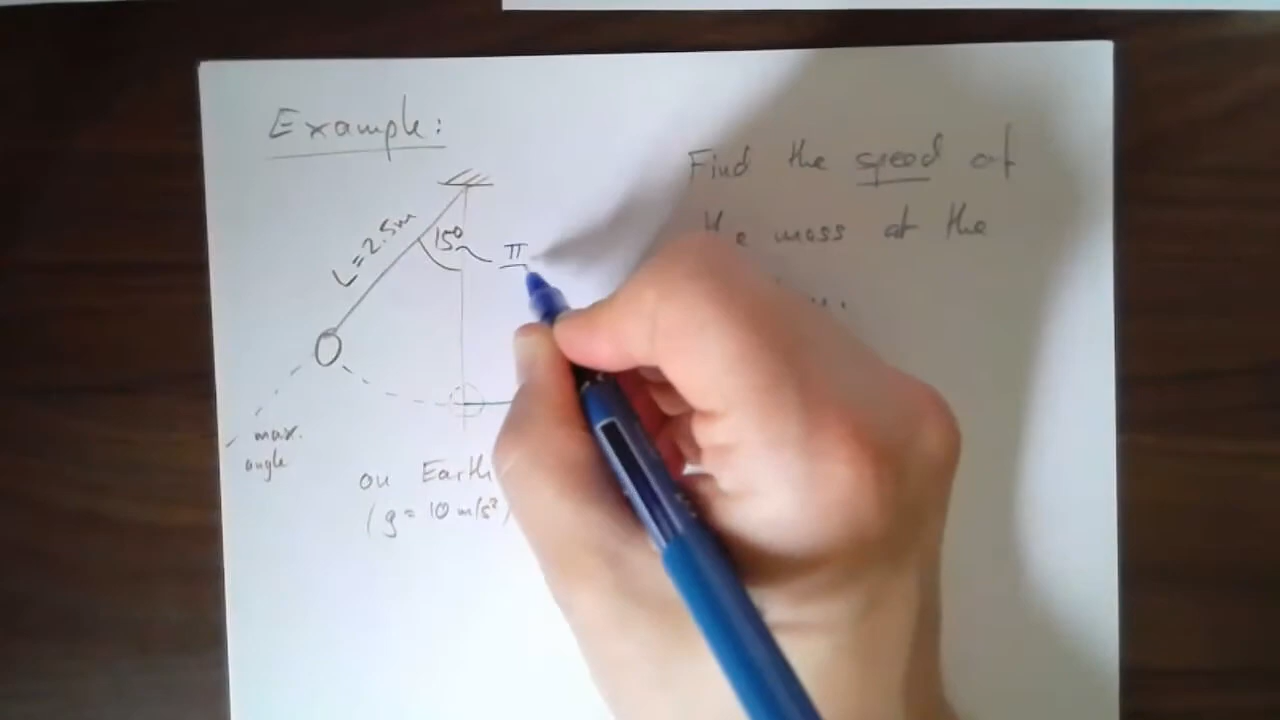 Example:
L=2.5m
15°
π
max.
angle
on Earth
(g = 10 m/s²)
Find the speed of
the mass at the